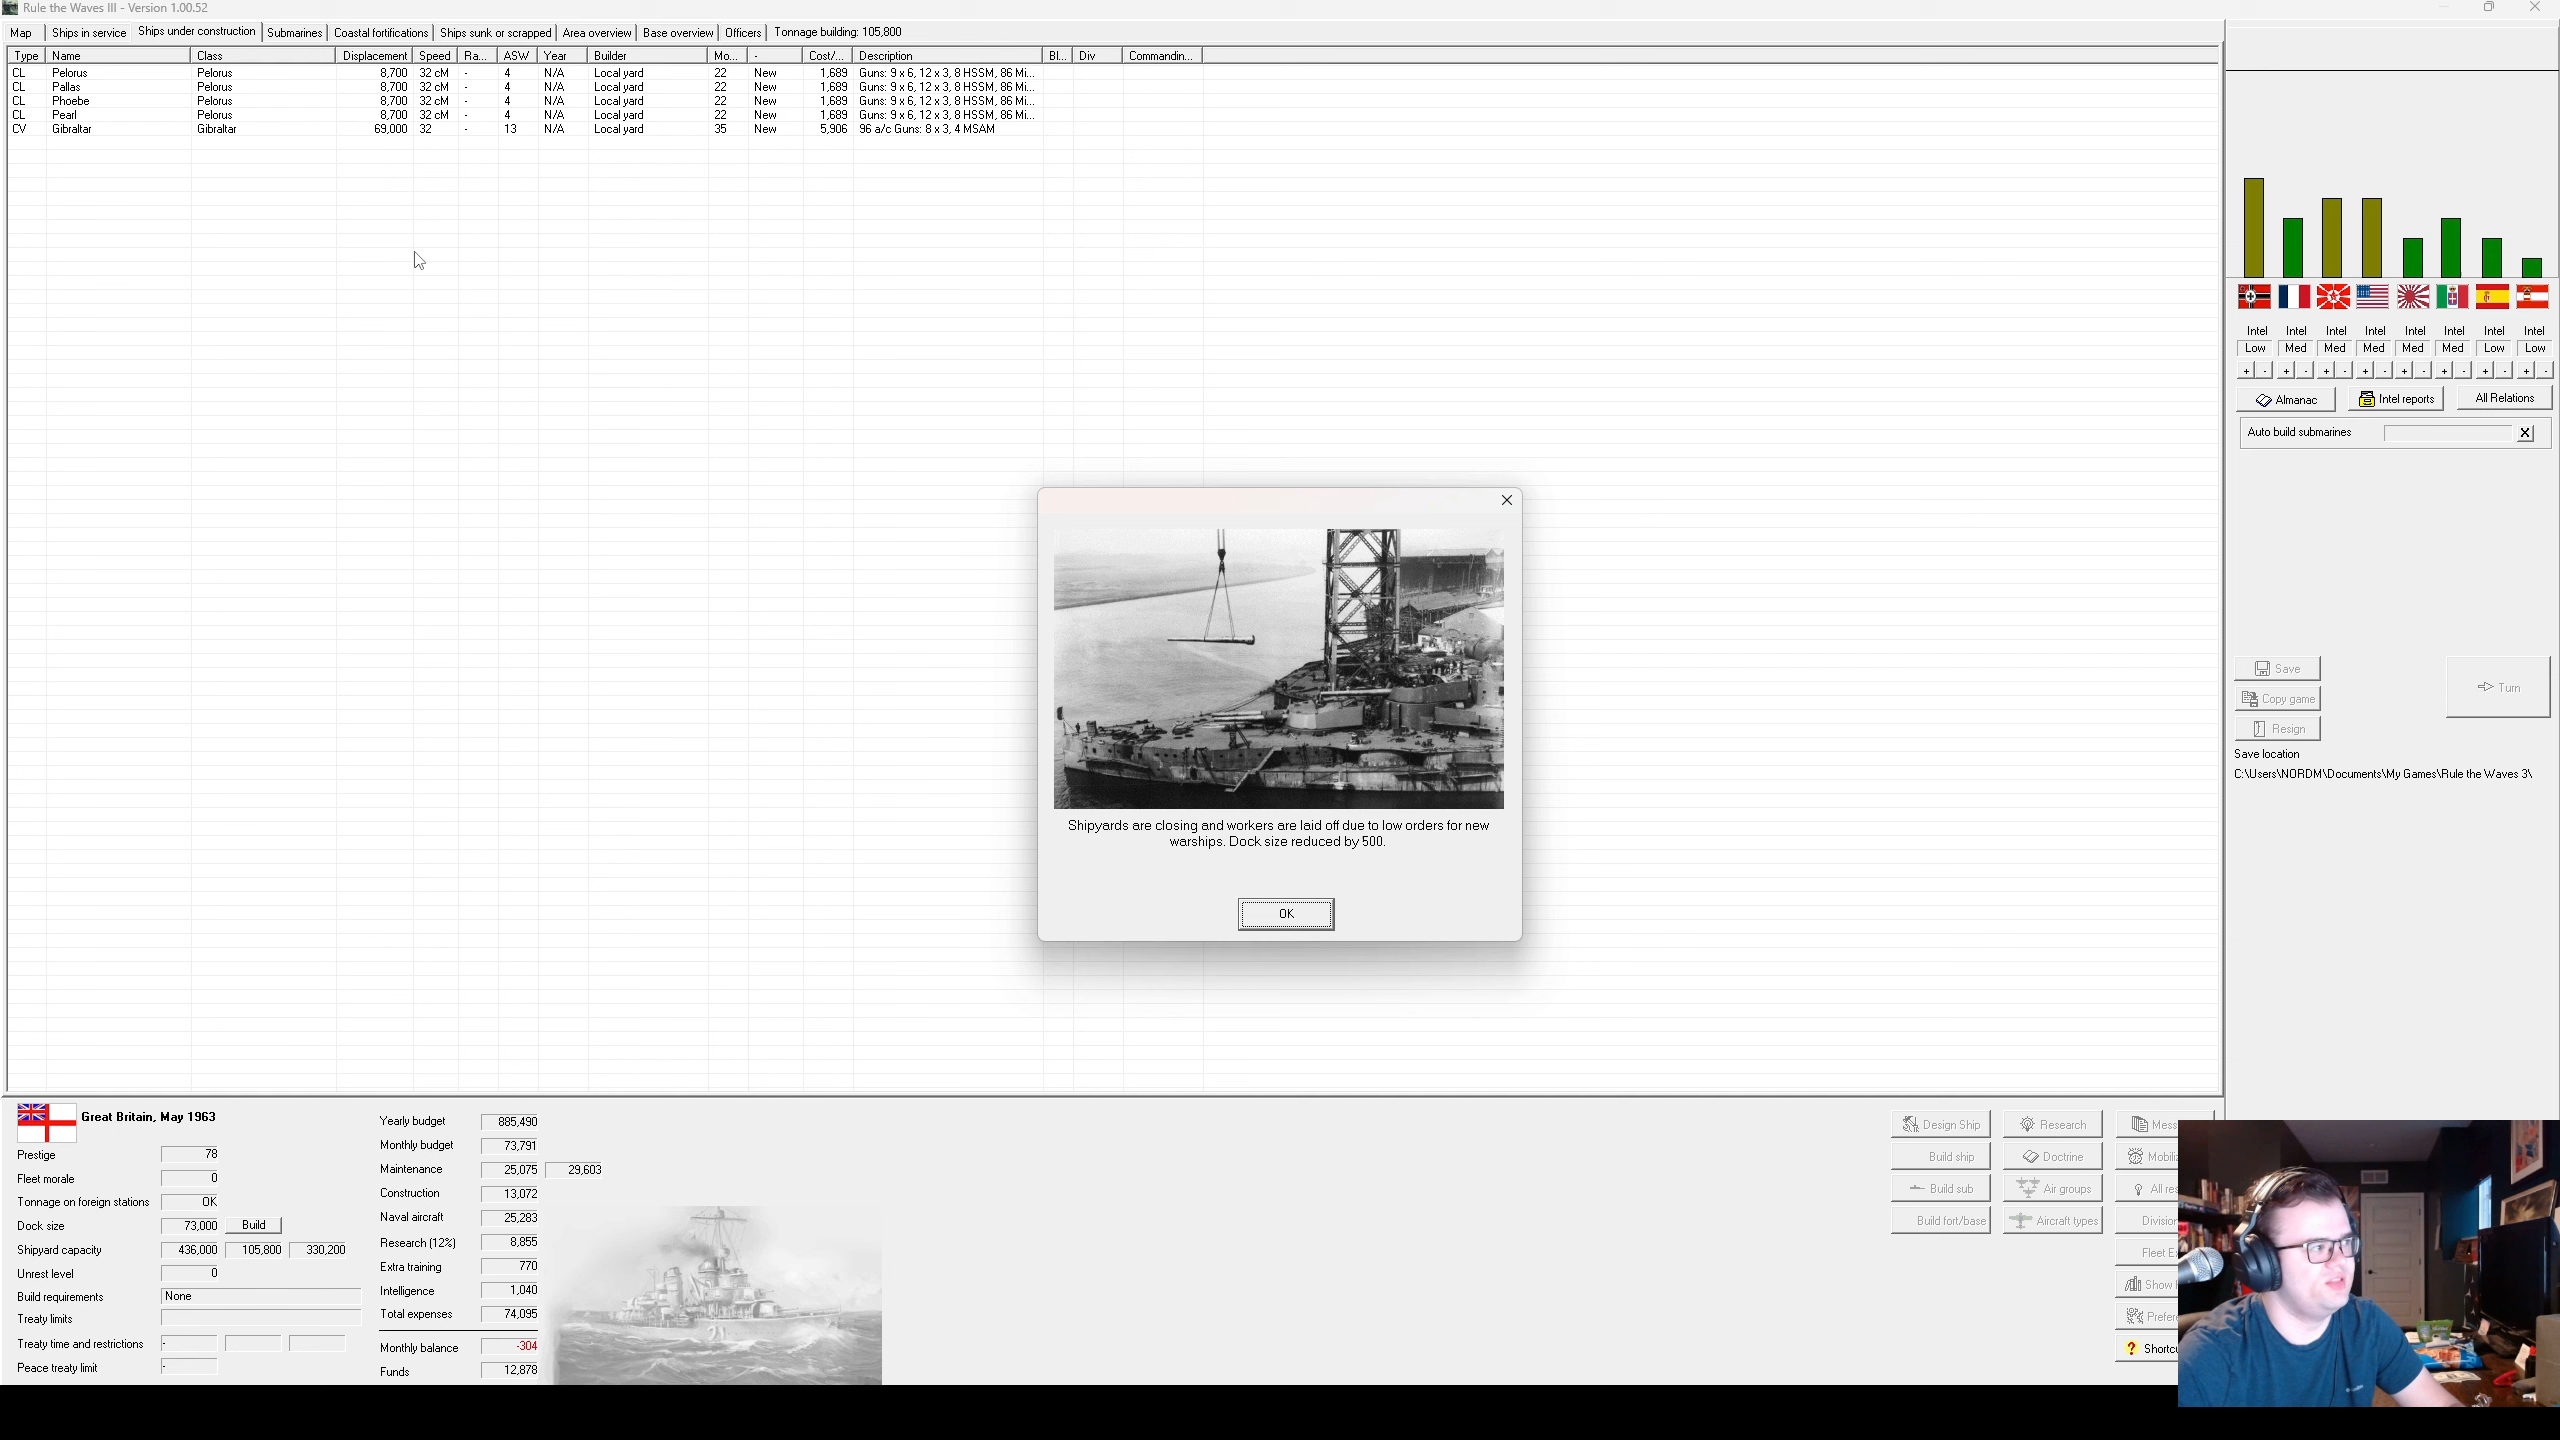 Rule the Waves III - Version 1.00.52
Map Ships in service Ships under construction Submarines Coastal fortifications Ships sunk or scrapped Area overview Base overview Officers Tonnage building: 105,800
Type Name Class Displacement Speed Ra... ASW Year Builder Mo... - Cost/... Description Bl... Div Commandin...
CL Pelorus Pelorus 8,700 32 cM - 4 N/A Local yard 22 New 1,689 Guns: 9 x 6, 12 x 3, 8 HSSM, 86 Mi...
CL Pallas Pelorus 8,700 32 cM - 4 N/A Local yard 22 New 1,689 Guns: 9 x 6, 12 x 3, 8 HSSM, 86 Mi...
CL Phoebe Pelorus 8,700 32 cM - 4 N/A Local yard 22 New 1,689 Guns: 9 x 6, 12 x 3, 8 HSSM, 86 Mi...
CL Pearl Pelorus 8,700 32 cM - 4 N/A Local yard 22 New 1,689 Guns: 9 x 6, 12 x 3, 8 HSSM, 86 Mi...
CV Gibraltar Gibraltar 69,000 32 - 13 N/A Local yard 35 New 5,906 96 a/c Guns: 8 x 3, 4 MSAM
Intel Intel Intel Intel Intel Intel Intel Intel
Low Med Med Med Med Med Low Low
+ - + - + - + - + - + - + - + -
Almanac Intel reports All Relations
Auto build submarines X
Shipyards are closing and workers are laid off due to low orders for new
warships. Dock size reduced by 500.
OK
Save
Turn
Copy game
Resign
Save location
C:\Users\NORDM\Documents\My Games\Rule the Waves 3\
Great Britain, May 1963
Prestige 78
Fleet morale 0
Tonnage on foreign stations OK
Dock size 73,000 Build
Shipyard capacity 436,000 105,800 330,200
Unrest level 0
Build requirements None
Treaty limits
Treaty time and restrictions -
Peace treaty limit -
Yearly budget 885,490
Monthly budget 73,791
Maintenance 25,075 29,603
Construction 13,072
Naval aircraft 25,283
Research (12%) 8,855
Extra training 770
Intelligence 1,040
Total expenses 74,095
Monthly balance -304
Funds 12,878
Design Ship Research Mess
Build ship Doctrine Mobiliz
Build sub Air groups All res
Build fort/base Aircraft types Division
Fleet Ex
Show
Prefere
? Shortcu